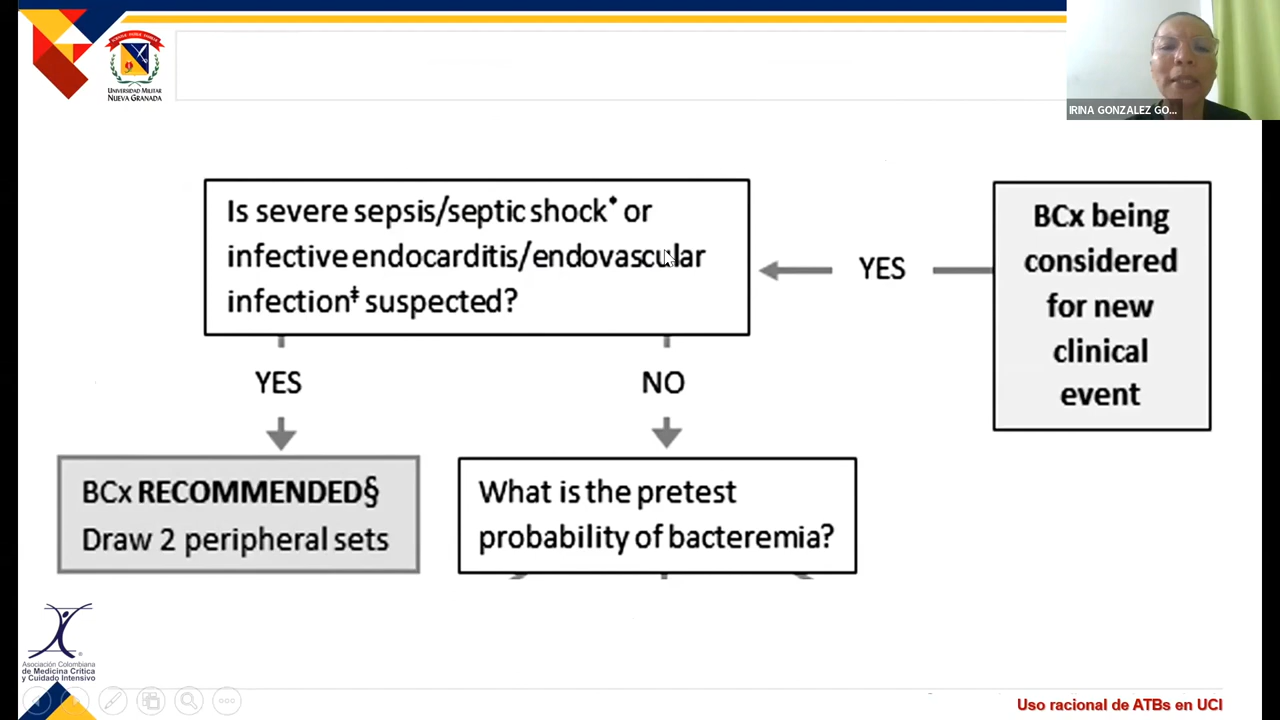 UNIVERSIDAD MILITAR
NUEVA GRANADA
IRINA GONZALEZ GO...
Is severe sepsis/septic shock* or
infective endocarditis/endovascular
infection‡ suspected?
YES
BCx being
considered
for new
clinical
event
YES
NO
BCx RECOMMENDED§
Draw 2 peripheral sets
What is the pretest
probability of bacteremia?
Asociación Colombiana
de Medicina Crítica
y Cuidado Intensivo
Uso racional de ATBs en UCI